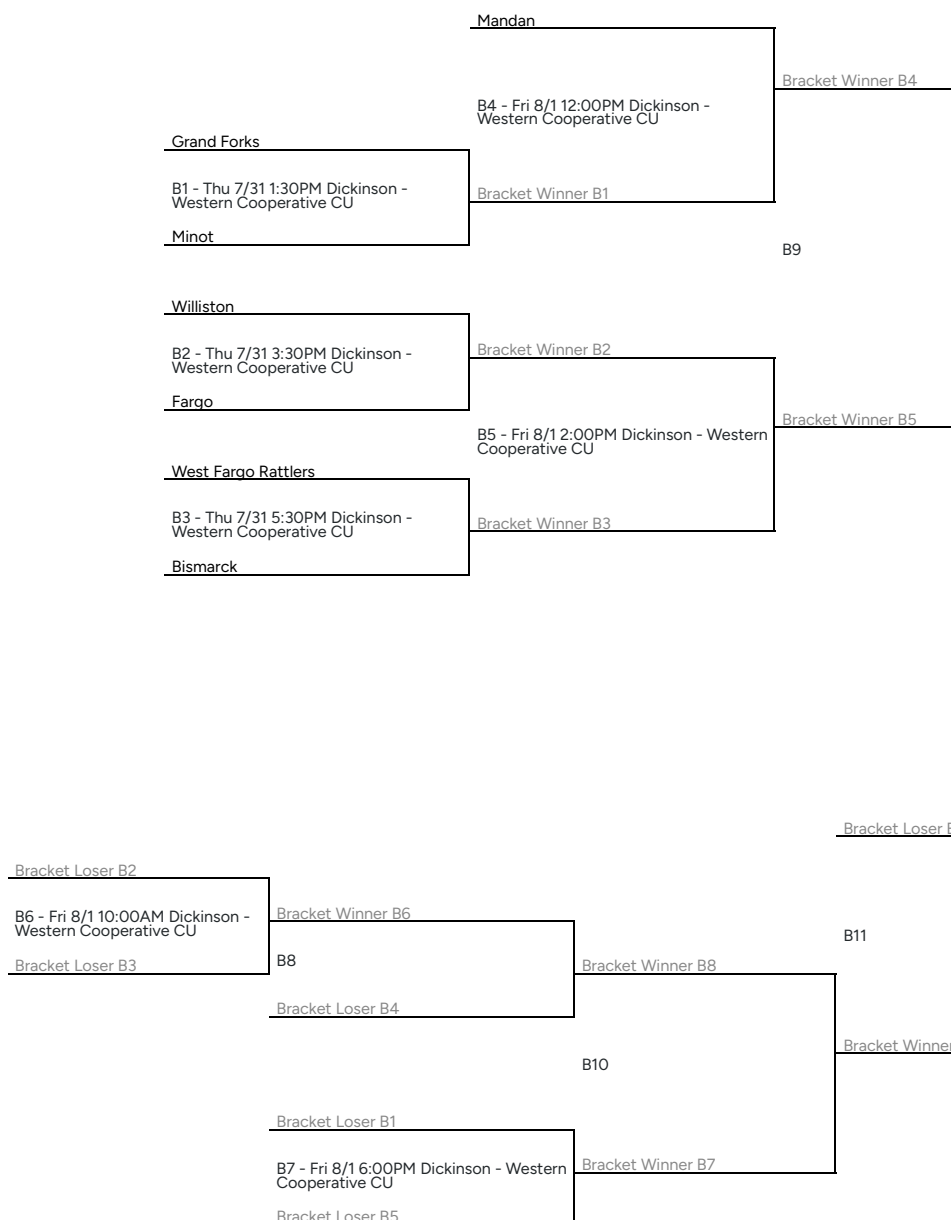 Mandan
Bracket Winner B4
B4 - Fri 8/1 12:00PM Dickinson -
Western Cooperative CU
Grand Forks
B1 - Thu 7/31 1:30PM Dickinson -
Western Cooperative CU
Bracket Winner B1
Minot
B9
Williston
B2 - Thu 7/31 3:30PM Dickinson -
Western Cooperative CU
Bracket Winner B2
Fargo
Bracket Winner B5
B5 - Fri 8/1 2:00PM Dickinson - Western
Cooperative CU
West Fargo Rattlers
B3 - Thu 7/31 5:30PM Dickinson -
Western Cooperative CU
Bracket Winner B3
Bismarck
Bracket Loser
Bracket Loser B2
B6 - Fri 8/1 10:00AM Dickinson -
Western Cooperative CU
Bracket Winner B6
B11
B8
Bracket Loser B3
Bracket Winner B8
Bracket Loser B4
Bracket Winner
B10
Bracket Loser B1
B7 - Fri 8/1 6:00PM Dickinson - Western
Cooperative CU
Bracket Winner B7
Bracket Loser B5